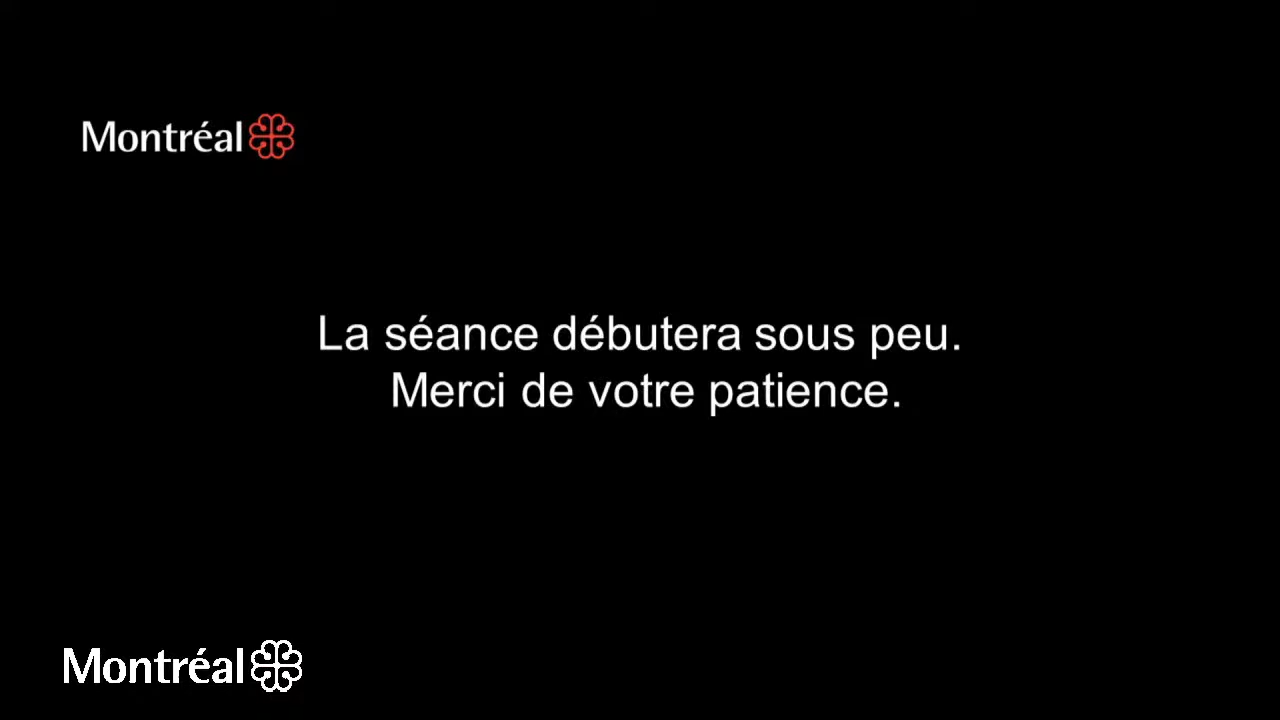 Montréal
La séance débutera sous peu.
Merci de votre patience.
Montréal